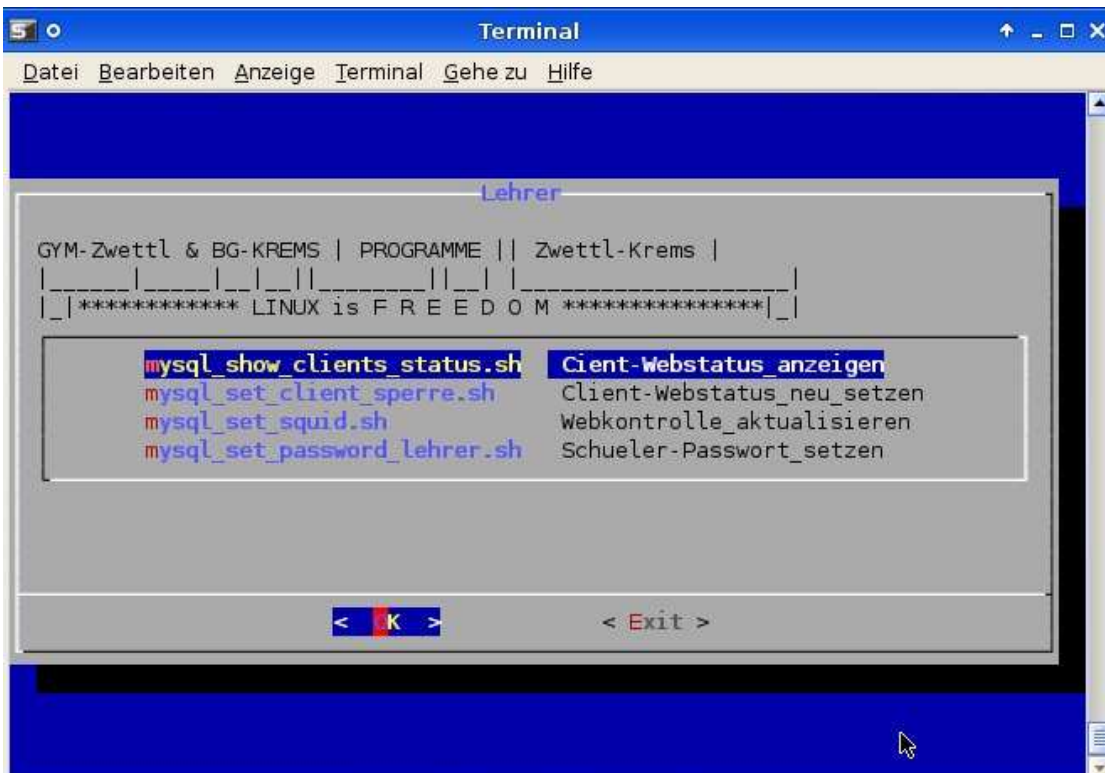 Terminal
Datei Bearbeiten Anzeige Terminal Gehe zu Hilfe
Lehrer
GYM-Zwettl & BG-KREMS | PROGRAMME || Zwettl-Krems |
|______|_____|__|__||________||__| |________________|
|_|************ LINUX is F R E E D O M ***************|_|
mysql_show_clients_status.sh Cient-Webstatus_anzeigen
mysql_set_client_sperre.sh Client-Webstatus_neu_setzen
mysql_set_squid.sh Webkontrolle_aktualisieren
mysql_set_password_lehrer.sh Schueler-Passwort_setzen
< OK > < Exit >